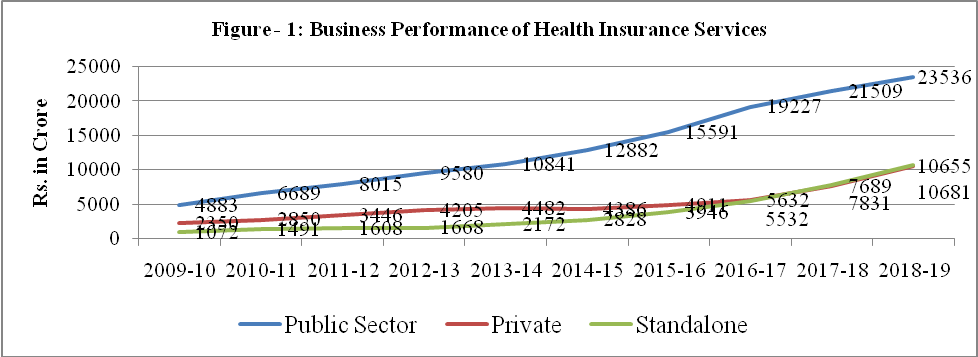 Figure - 1: Business Performance of Health Insurance Services
Rs. in Crore
25000
20000
15000
10000
5000
0
4883 6689 8015 9580 10841 12882 15591 19227 21509 23536
2350 2850 3446 4205 4482 4386 4911 5632 7689 10655
1072 1491 1608 1668 2172 2828 3946 5532 7831 10681
2009-10 2010-11 2011-12 2012-13 2013-14 2014-15 2015-16 2016-17 2017-18 2018-19
Public Sector Private Standalone